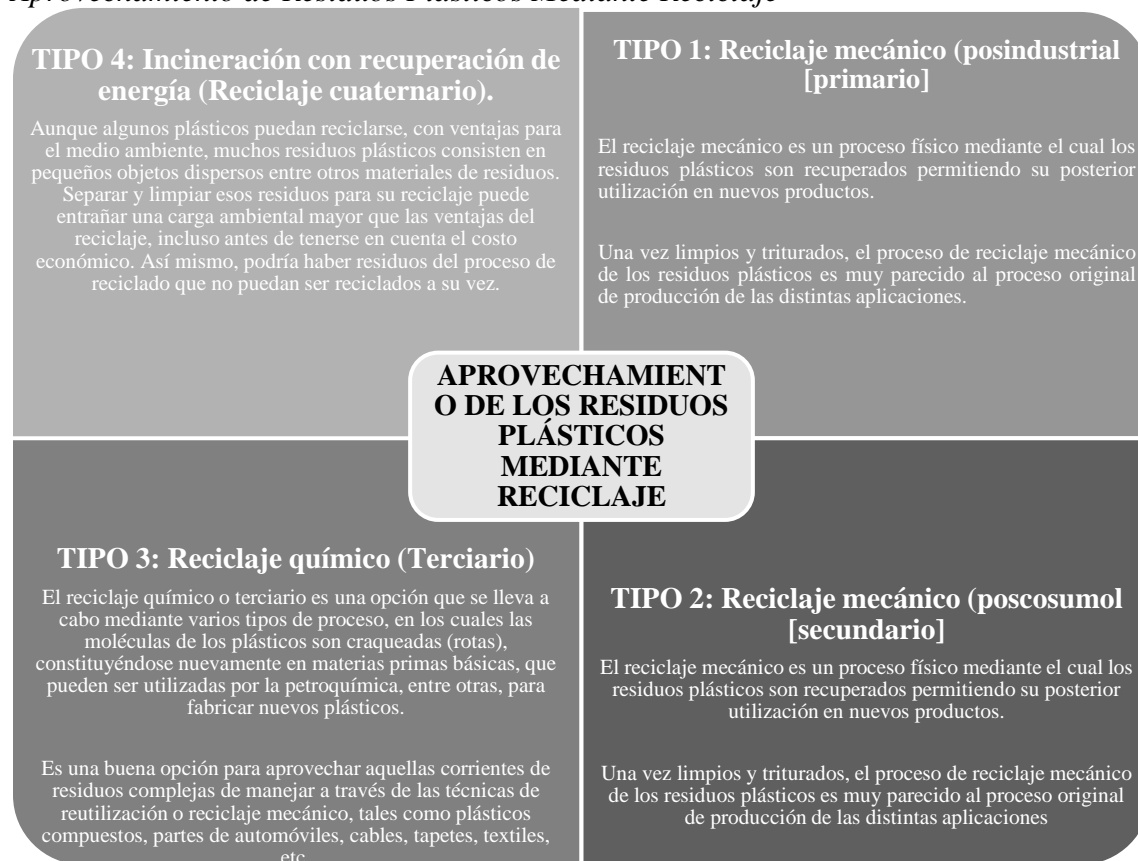 Aprovechamiento de Residuos Plásticos Mediante Reciclaje
TIPO 4: Incineración con recuperación de
energía (Reciclaje cuaternario).
Aunque algunos plásticos puedan reciclarse, con ventajas para
el medio ambiente, muchos residuos plásticos consisten en
pequeños objetos dispersos entre otros materiales de residuos.
Separar y limpiar esos residuos para su reciclaje puede
entrañar una carga ambiental mayor que las ventajas del
reciclaje, incluso antes de tenerse en cuenta el costo
económico. Así mismo, podría haber residuos del proceso de
reciclado que no puedan ser reciclados a su vez.
TIPO 1: Reciclaje mecánico (posindustrial
[primario]
El reciclaje mecánico es un proceso físico mediante el cual los
residuos plásticos son recuperados permitiendo su posterior
utilización en nuevos productos.
Una vez limpios y triturados, el proceso de reciclaje mecánico
de los residuos plásticos es muy parecido al proceso original
de producción de las distintas aplicaciones.
APROVECHAMIENT
O DE LOS RESIDUOS
PLÁSTICOS
MEDIANTE
RECICLAJE
TIPO 3: Reciclaje químico (Terciario)
El reciclaje químico o terciario es una opción que se lleva a
cabo mediante varios tipos de proceso, en los cuales las
moléculas de los plásticos son craqueadas (rotas),
constituyéndose nuevamente en materias primas básicas, que
pueden ser utilizadas por la petroquímica, entre otras, para
fabricar nuevos plásticos.
Es una buena opción para aprovechar aquellas corrientes de
residuos complejas de manejar a través de las técnicas de
reutilización o reciclaje mecánico, tales como plásticos
compuestos, partes de automóviles, cables, tapetes, textiles,
etc
TIPO 2: Reciclaje mecánico (poscosumol
[secundario]
El reciclaje mecánico es un proceso físico mediante el cual los
residuos plásticos son recuperados permitiendo su posterior
utilización en nuevos productos.
Una vez limpios y triturados, el proceso de reciclaje mecánico
de los residuos plásticos es muy parecido al proceso original
de producción de las distintas aplicaciones